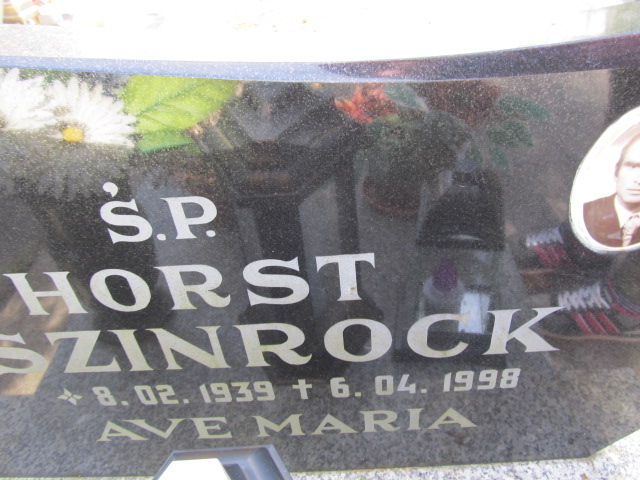 Ś.P.
HORST
SZINROCK
8.02.1939 + 6.04.1998
AVE MARIA